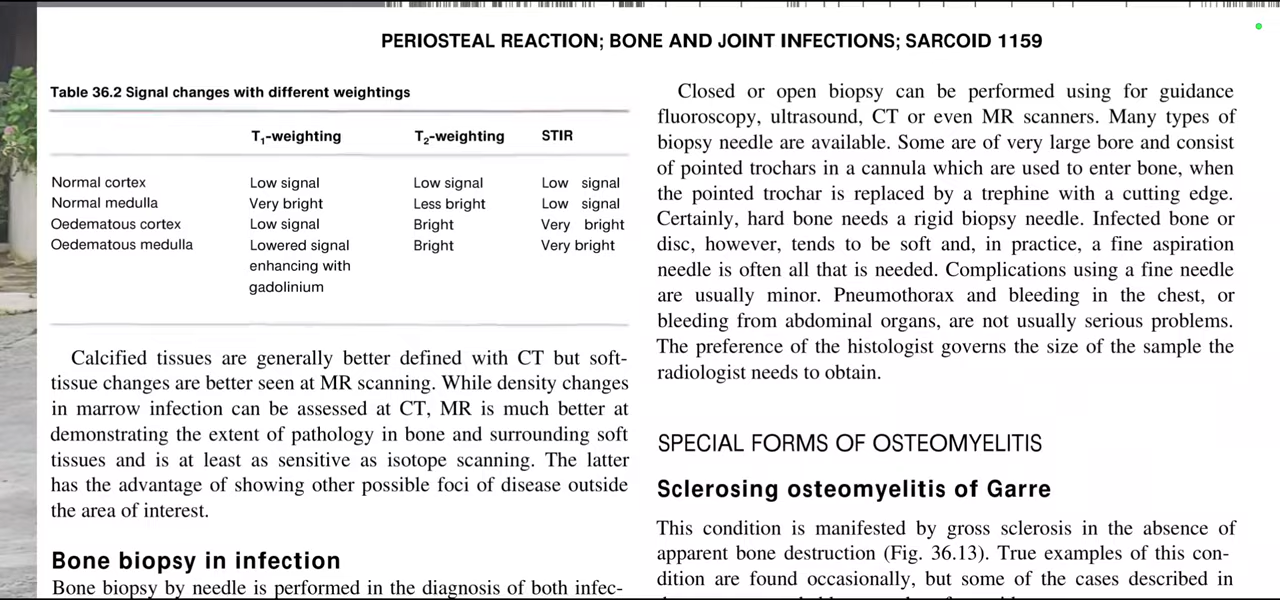 PERIOSTEAL REACTION; BONE AND JOINT INFECTIONS; SARCOID 1159
Table 36.2 Signal changes with different weightings
T1-weighting T2-weighting STIR
Normal cortex Low signal Low signal Low signal
Normal medulla Very bright Less bright Low signal
Oedematous cortex Low signal Bright Very bright
Oedematous medulla Lowered signal Bright Very bright
enhancing with
gadolinium
Calcified tissues are generally better defined with CT but soft-
tissue changes are better seen at MR scanning. While density changes
in marrow infection can be assessed at CT, MR is much better at
demonstrating the extent of pathology in bone and surrounding soft
tissues and is at least as sensitive as isotope scanning. The latter
has the advantage of showing other possible foci of disease outside
the area of interest.
Bone biopsy in infection
Bone biopsy by needle is performed in the diagnosis of both infec-
Closed or open biopsy can be performed using for guidance
fluoroscopy, ultrasound, CT or even MR scanners. Many types of
biopsy needle are available. Some are of very large bore and consist
of pointed trochars in a cannula which are used to enter bone, when
the pointed trochar is replaced by a trephine with a cutting edge.
Certainly, hard bone needs a rigid biopsy needle. Infected bone or
disc, however, tends to be soft and, in practice, a fine aspiration
needle is often all that is needed. Complications using a fine needle
are usually minor. Pneumothorax and bleeding in the chest, or
bleeding from abdominal organs, are not usually serious problems.
The preference of the histologist governs the size of the sample the
radiologist needs to obtain.
SPECIAL FORMS OF OSTEOMYELITIS
Sclerosing osteomyelitis of Garre
This condition is manifested by gross sclerosis in the absence of
apparent bone destruction (Fig. 36.13). True examples of this con-
dition are found occasionally, but some of the cases described in